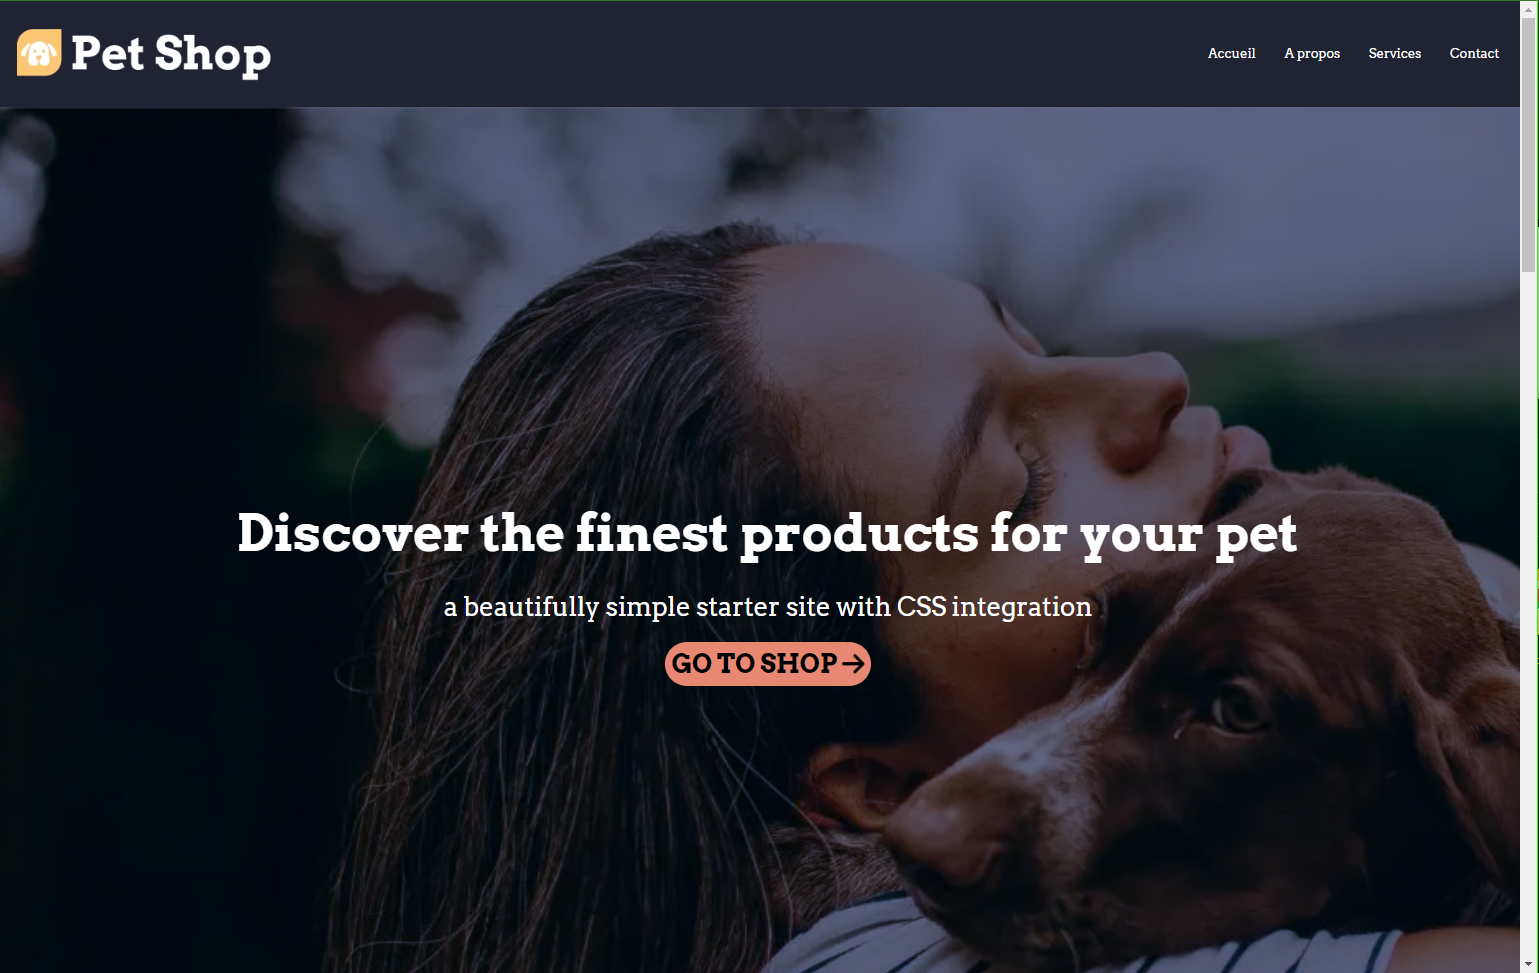 Pet Shop
Accueil
A propos
Services
Contact
Discover the finest products for your pet
a beautifully simple starter site with CSS integration
GO TO SHOP →